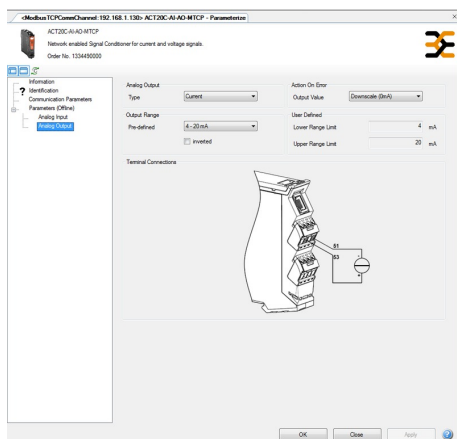 <ModbusTCPCommChannel:192.168.1.130> ACT20C-AI-AO-MTCP - Parameterize
ACT20C-AI-AO-MTCP
Network enabled Signal Conditioner for current and voltage signals.
Order No. 1334490000
Information
? Identification
Communication Parameters
Parameters (Offline)
Analog Input
Analog Output
Analog Output
Type Current
Action On Error
Output Value Downscale (0mA)
Output Range
Pre-defined 4 - 20 mA
inverted
User Defined
Lower Range Limit 4 mA
Upper Range Limit 20 mA
Terminal Connections
51
53
-
+
OK Close Apply ?